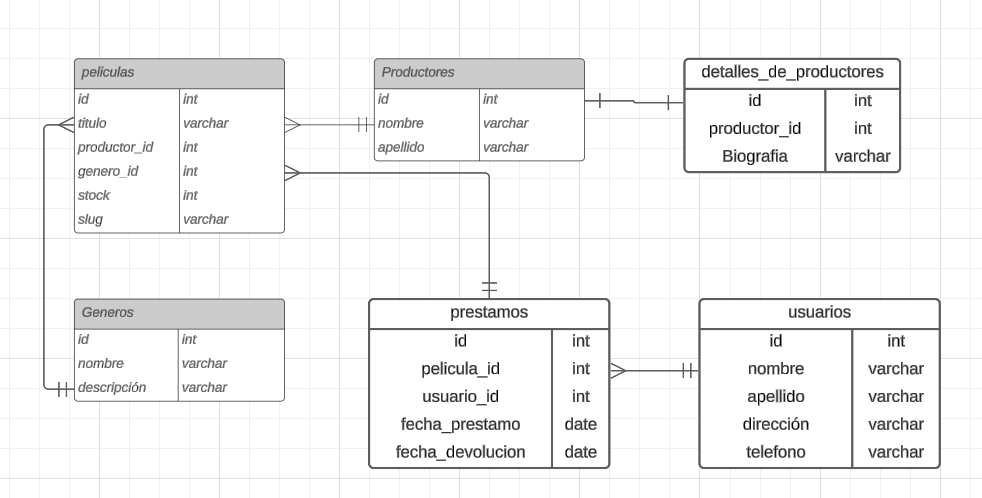 peliculas
id int
titulo varchar
productor_id int
genero_id int
stock int
slug varchar
Productores
id int
nombre varchar
apellido varchar
detalles_de_productores
id int
productor_id int
Biografia varchar
Generos
id int
nombre varchar
descripción varchar
prestamos
id int
pelicula_id int
usuario_id int
fecha_prestamo date
fecha_devolucion date
usuarios
id int
nombre varchar
apellido varchar
dirección varchar
telefono varchar